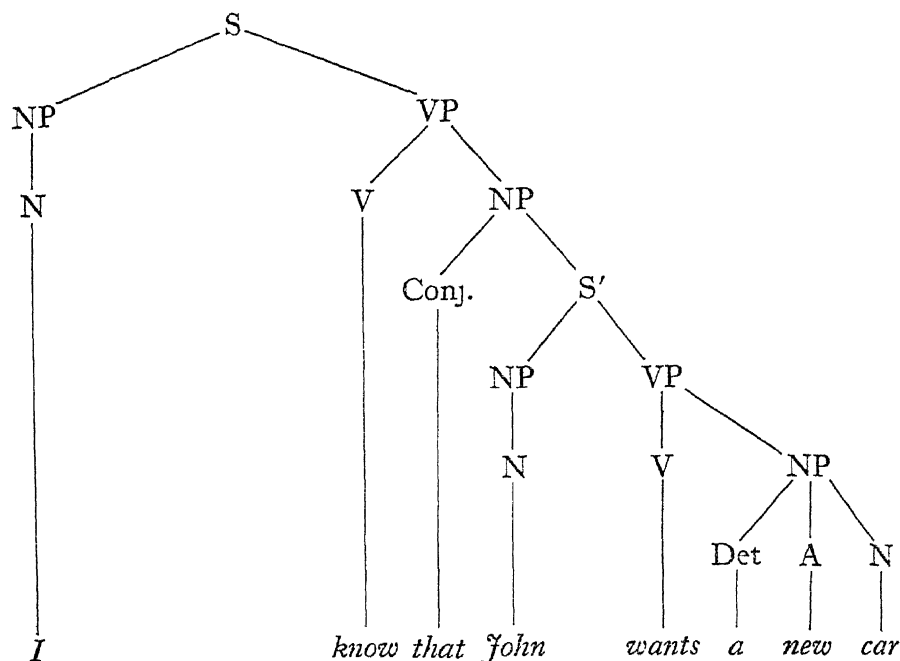 S
NP VP
N V NP
Conj. S′
NP VP
N V NP
Det A N
I know that John wants a new car